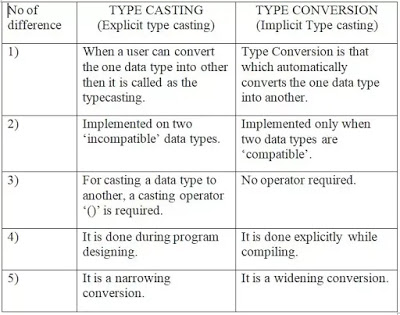 No of difference
TYPE CASTING
(Explicit type casting)
TYPE CONVERSION
(Implicit Type casting)
1)
When a user can convert
the one data type into other
then it is called as the
typecasting.
Type Conversion is that
which automatically
converts the one data type
into another.
2)
Implemented on two
‘incompatible’ data types.
Implemented only when
two data types are
‘compatible’.
3)
For casting a data type to
another, a casting operator
‘()’ is required.
No operator required.
4)
It is done during program
designing.
It is done explicitly while
compiling.
5)
It is a narrowing
conversion.
It is a widening conversion.